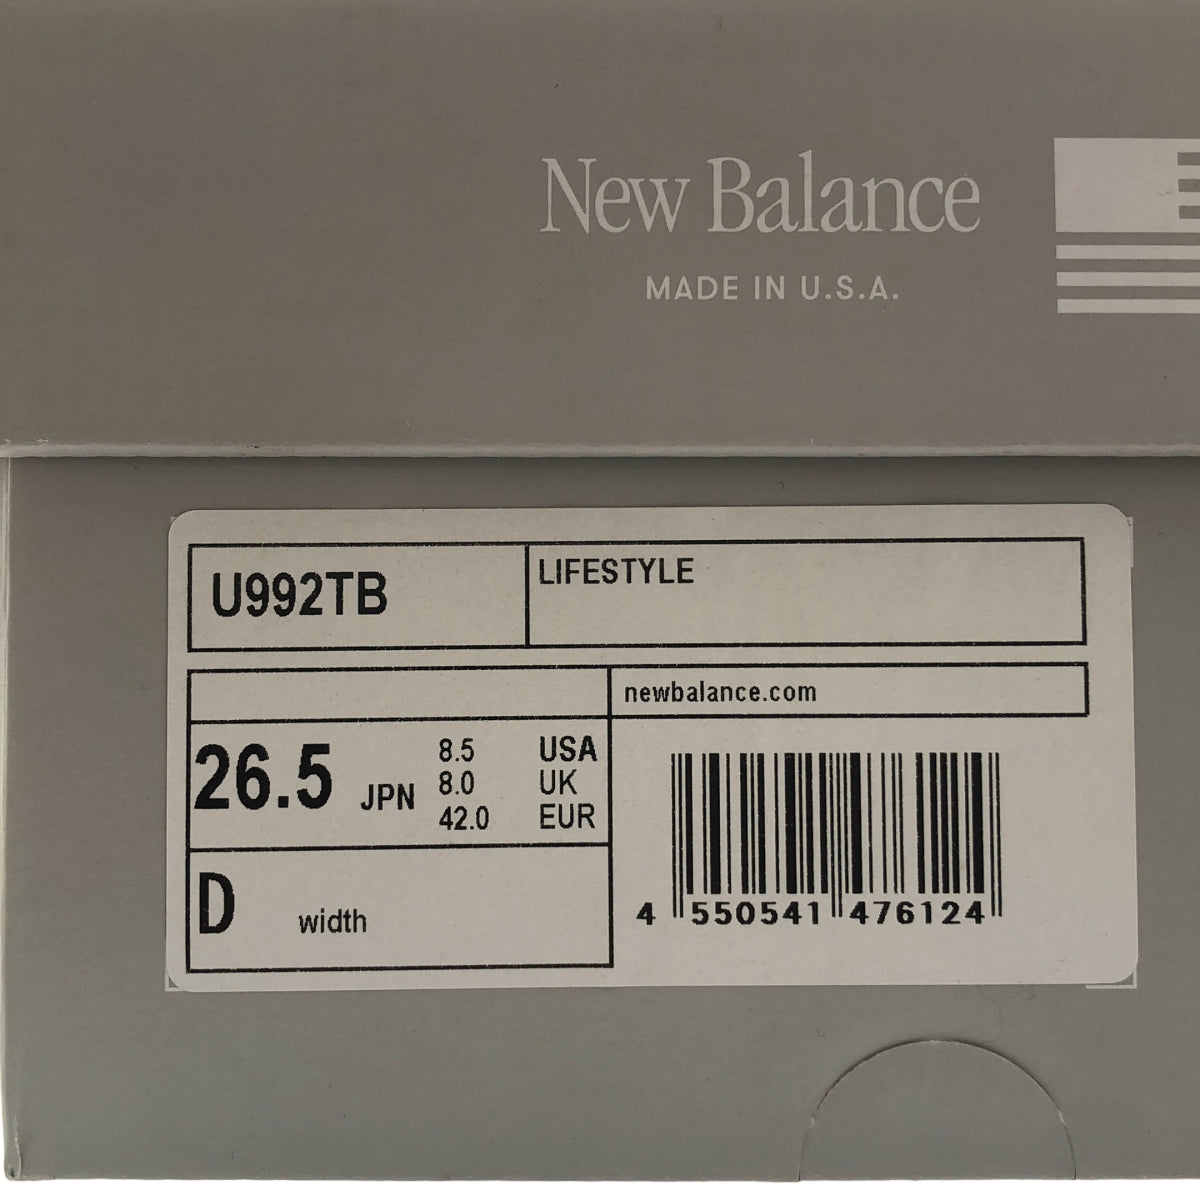 New Balance
MADE IN U.S.A.
U992TB
LIFESTYLE
newbalance.com
26.5 JPN
8.5 USA
8.0 UK
42.0 EUR
D width
4 550541 476124